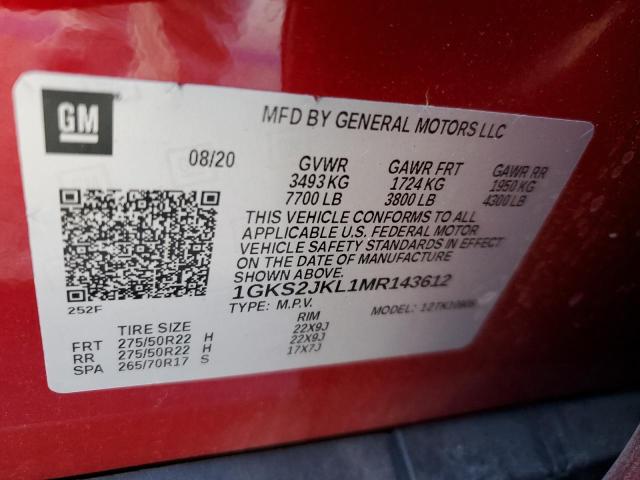 GM
MFD BY GENERAL MOTORS LLC
08/20 GVWR GAWR FRT GAWR RR
3493 KG 1724 KG 1950 KG
7700 LB 3800 LB 4300 LB
THIS VEHICLE CONFORMS TO ALL
APPLICABLE U.S. FEDERAL MOTOR
VEHICLE SAFETY STANDARDS IN EFFECT
ON THE DATE OF MANUFACTURE
SHOWN ABOVE.
1GKS2JKL1MR143612
252F
TYPE: M.P.V. MODEL:
TIRE SIZE RIM
FRT 275/50R22 H 22X9J
RR 275/50R22 H 22X9J
SPA 265/70R17 S 17X7J